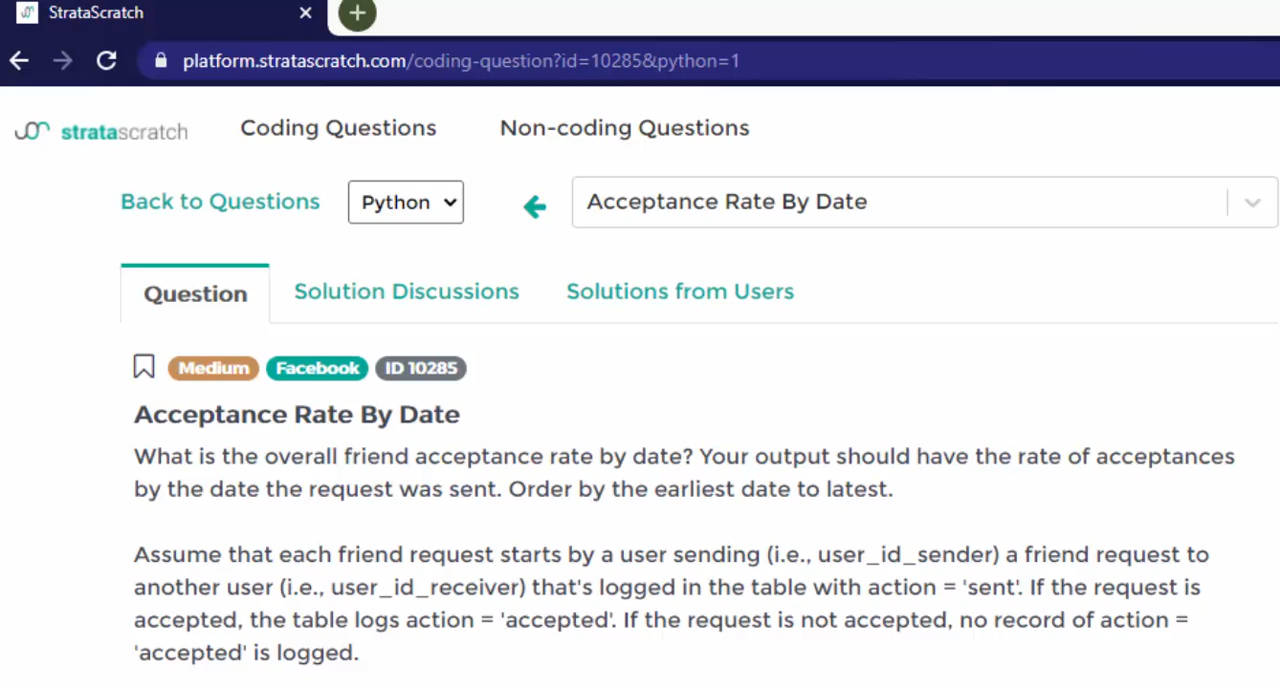 StrataScratch
platform.stratascratch.com/coding-question?id=10285&python=1
stratascratch Coding Questions Non-coding Questions
Back to Questions Python Acceptance Rate By Date
Question Solution Discussions Solutions from Users
Medium Facebook ID 10285
Acceptance Rate By Date
What is the overall friend acceptance rate by date? Your output should have the rate of acceptances
by the date the request was sent. Order by the earliest date to latest.
Assume that each friend request starts by a user sending (i.e., user_id_sender) a friend request to
another user (i.e., user_id_receiver) that's logged in the table with action = 'sent'. If the request is
accepted, the table logs action = 'accepted'. If the request is not accepted, no record of action =
'accepted' is logged.